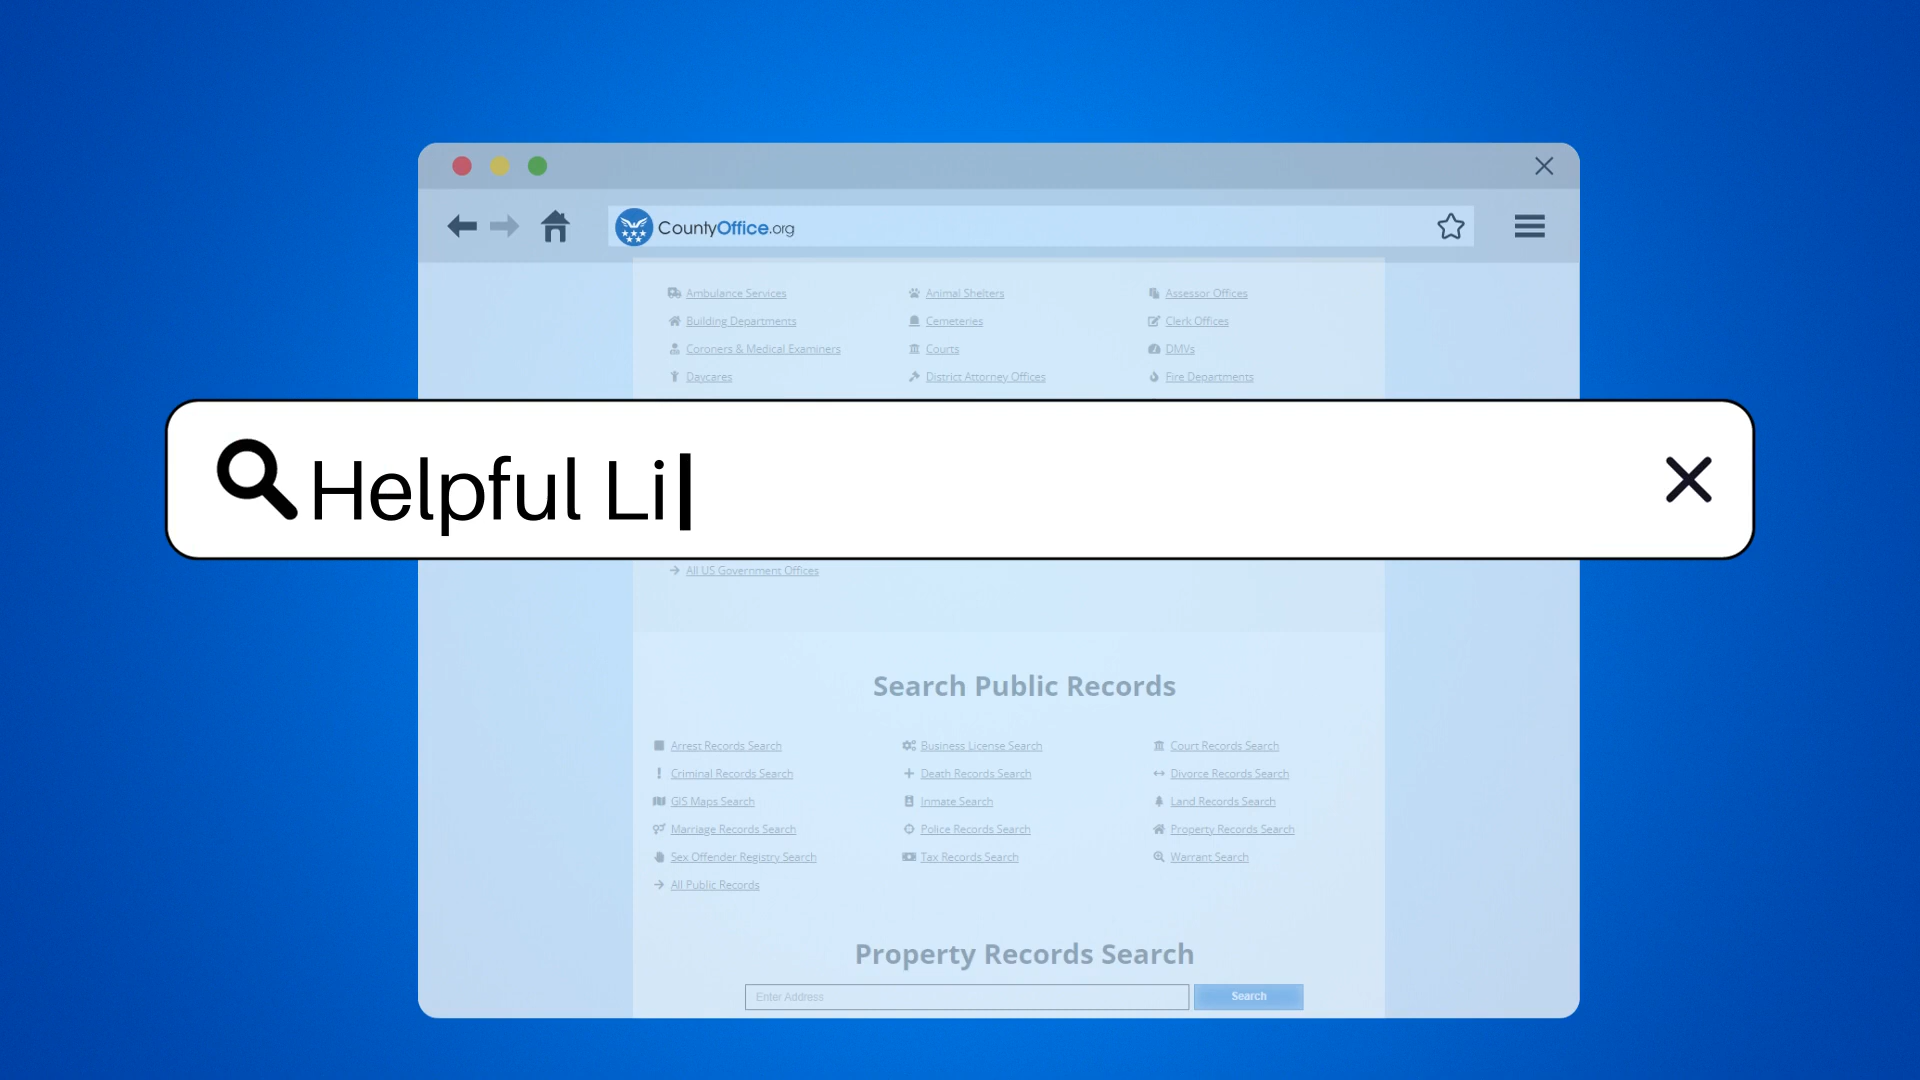 CountyOffice.org
Ambulance Services Animal Shelters Assessor Offices
Building Departments Cemeteries Clerk Offices
Coroners & Medical Examiners Courts DMVs
Daycares District Attorney Offices Fire Departments
Helpful Li
All US Government Offices
Search Public Records
Arrest Records Search Business License Search Court Records Search
Criminal Records Search Death Records Search Divorce Records Search
GIS Maps Search Inmate Search Land Records Search
Marriage Records Search Police Records Search Property Records Search
Sex Offender Registry Search Tax Records Search Warrant Search
All Public Records
Property Records Search
Enter Address Search